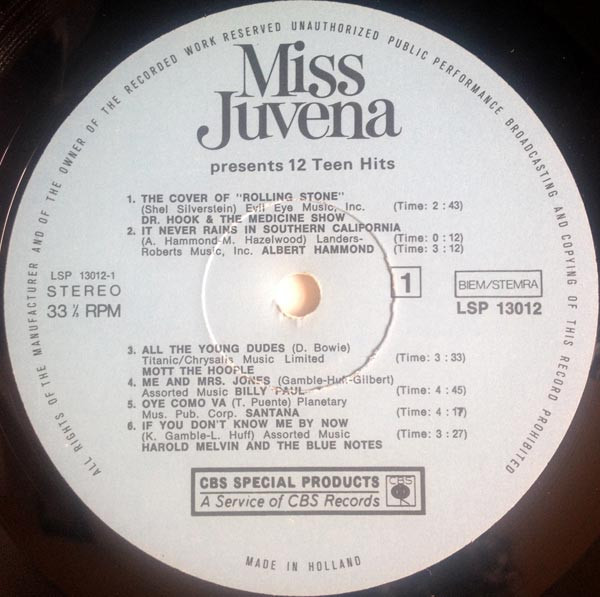 ALL RIGHTS OF THE MANUFACTURER AND OF THE OWNER OF THE RECORDED WORK RESERVED UNAUTHORIZED PUBLIC PERFORMANCE BROADCASTING AND COPYING OF THIS RECORD PROHIBITED
Miss
Juvena
presents 12 Teen Hits
1. THE COVER OF "ROLLING STONE"
(Shel Silverstein) Evil Eye Music, Inc. (Time: 2 : 43)
DR. HOOK & THE MEDICINE SHOW
2. IT NEVER RAINS IN SOUTHERN CALIFORNIA
(A. Hammond-M. Hazelwood) Landers- (Time: 0 : 12)
Roberts Music, Inc. ALBERT HAMMOND (Time: 3 : 12)
LSP 13012-1
STEREO
33 ⅓ RPM
1
BIEM/STEMRA
LSP 13012
3. ALL THE YOUNG DUDES (D. Bowie)
Titanic/Chrysalis Music Limited (Time: 3 : 33)
MOTT THE HOOPLE
4. ME AND MRS. JONES (Gamble-Huff-Gilbert)
Assorted Music BILLY PAUL (Time: 4 : 45)
5. OYE COMO VA (T. Puente) Planetary
Mus. Pub. Corp. SANTANA (Time: 4 : 17)
6. IF YOU DON'T KNOW ME BY NOW
(K. Gamble-L. Huff) Assorted Music (Time: 3 : 27)
HAROLD MELVIN AND THE BLUE NOTES
CBS SPECIAL PRODUCTS
A Service of CBS Records
CBS
MADE IN HOLLAND